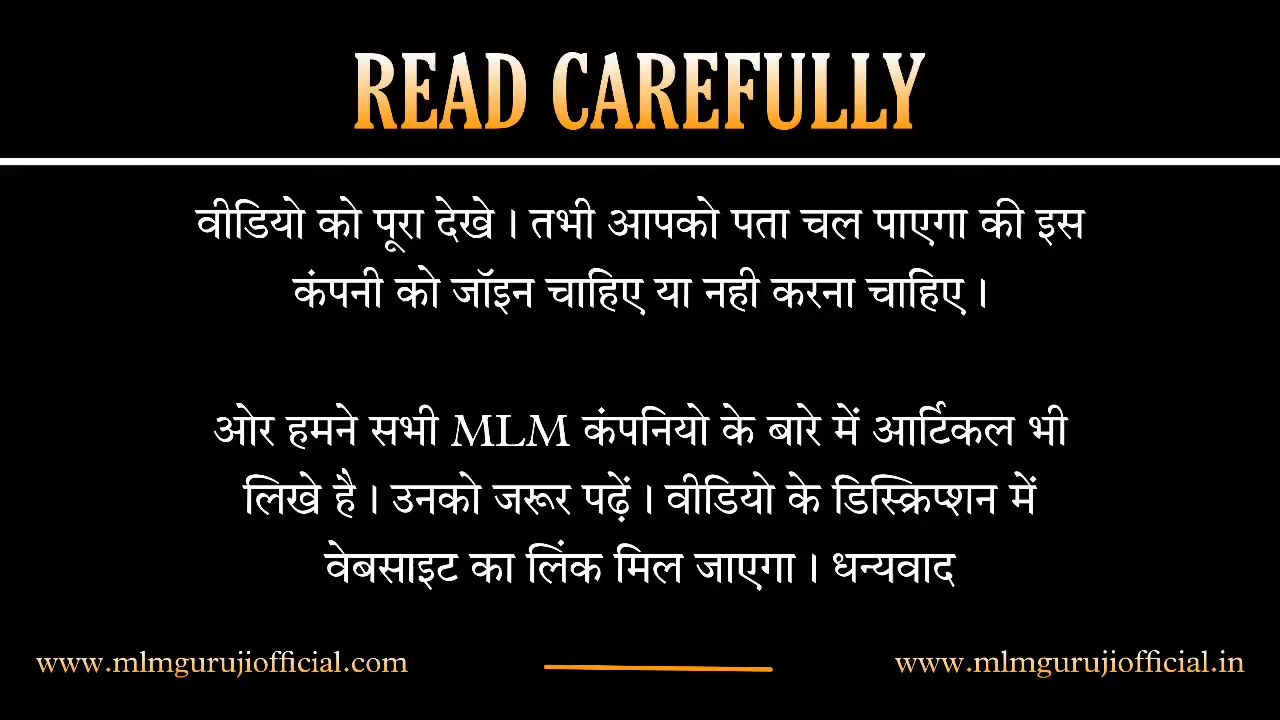 READ CAREFULLY
वीडियो को पूरा देखे । तभी आपको पता चल पाएगा की इस
कंपनी को जॉइन चाहिए या नही करना चाहिए ।
ओर हमने सभी MLM कंपनियो के बारे में आर्टिकल भी
लिखे है । उनको जरूर पढ़ें । वीडियो के डिस्क्रिप्शन में
वेबसाइट का लिंक मिल जाएगा । धन्यवाद
www.mlmgurujiofficial.com
www.mlmgurujiofficial.in